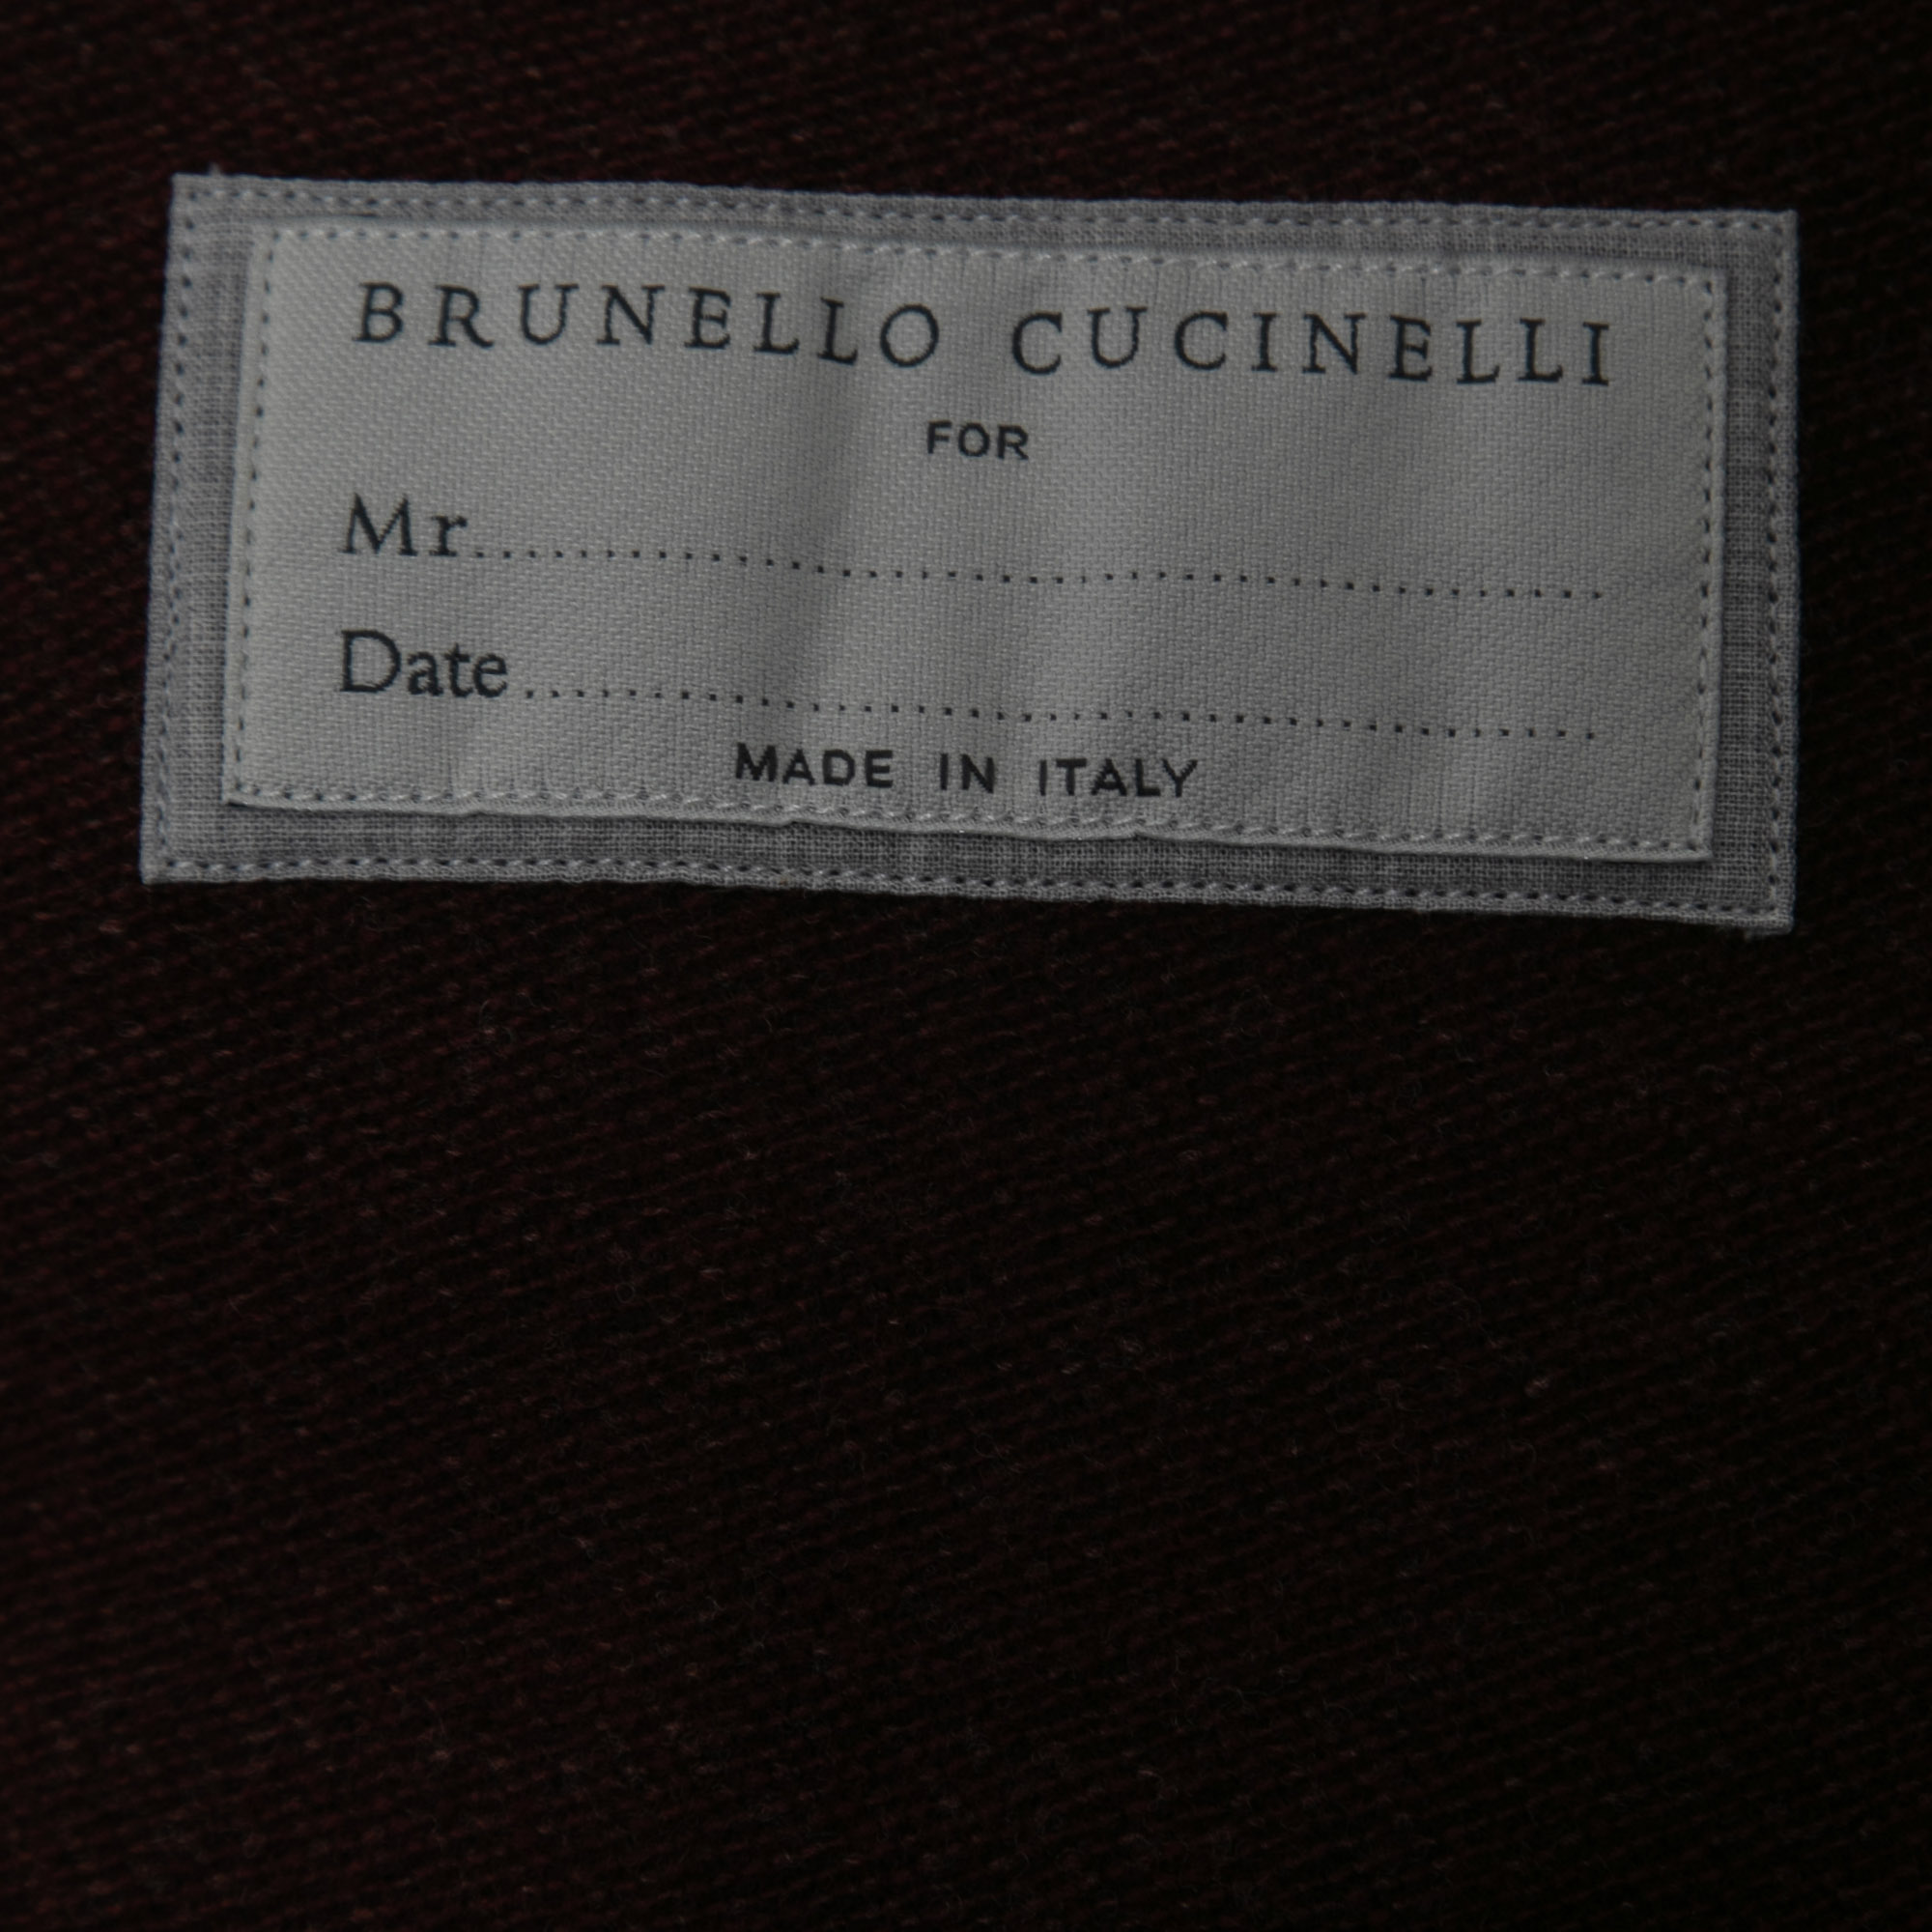 BRUNELLO CUCINELLI
FOR
Mr..............................................
Date.........................................
MADE IN ITALY